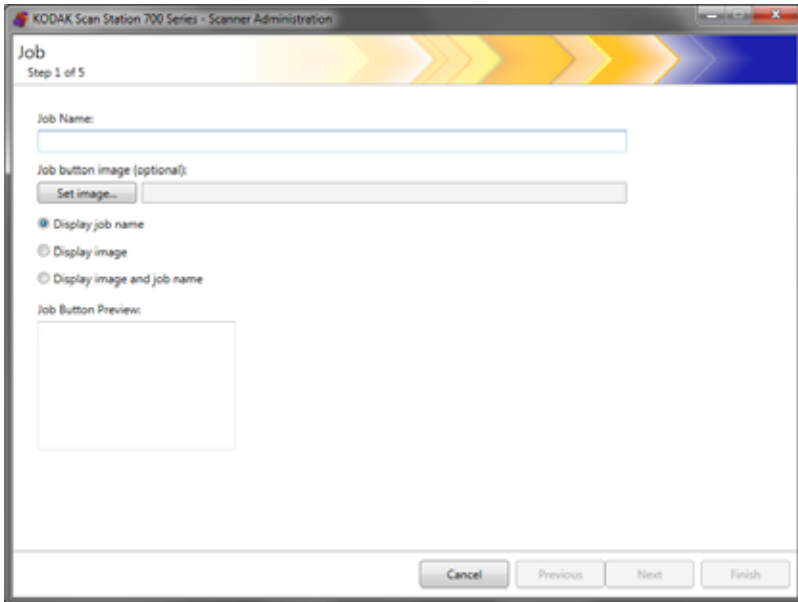 KODAK Scan Station 700 Series - Scanner Administration
Job
Step 1 of 5
Job Name:
Job button image (optional):
Set image...
Display job name
Display image
Display image and job name
Job Button Preview:
Cancel Previous Next Finish